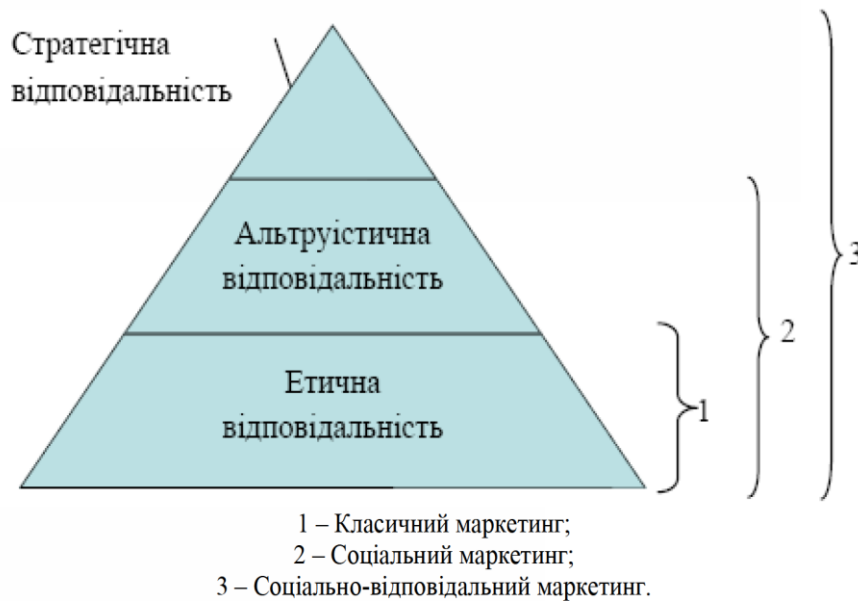 Стратегічна
відповідальність
Альтруїстична
відповідальність
Етична
відповідальність
1
2
3
1 – Класичний маркетинг;
2 – Соціальний маркетинг;
3 – Соціально-відповідальний маркетинг.